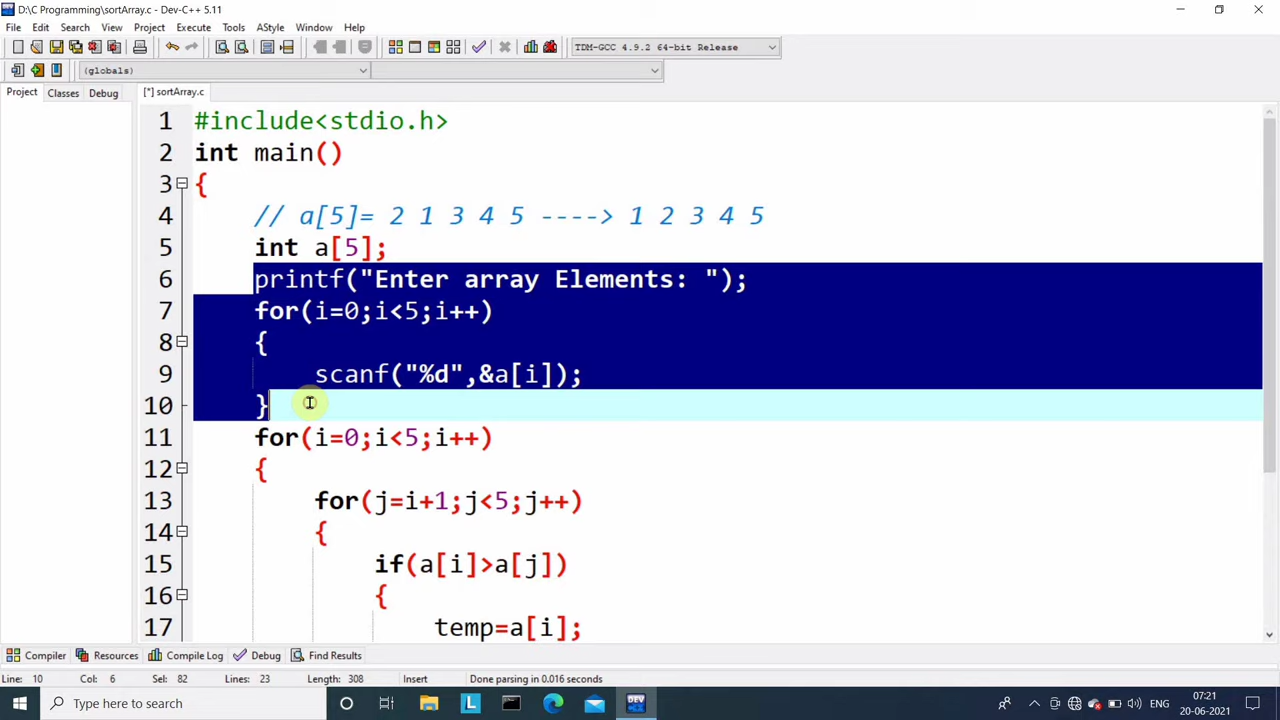 D:\C Programming\sortArray.c - Dev-C++ 5.11
File Edit Search View Project Execute Tools AStyle Window Help
TDM-GCC 4.9.2 64-bit Release
(globals)
Project Classes Debug
[*] sortArray.c
1 #include<stdio.h>
2 int main()
3 {
4 // a[5]= 2 1 3 4 5 ----> 1 2 3 4 5
5 int a[5];
6 printf("Enter array Elements: ");
7 for(i=0;i<5;i++)
8 {
9 scanf("%d",&a[i]);
10 }
11 for(i=0;i<5;i++)
12 {
13 for(j=i+1;j<5;j++)
14 {
15 if(a[i]>a[j])
16 {
17 temp=a[i];
Compiler Resources Compile Log Debug Find Results
Line: 10 Col: 6 Sel: 82 Lines: 23 Length: 308 Insert Done parsing in 0.016 seconds
Type here to search
ENG
07:21
20-06-2021